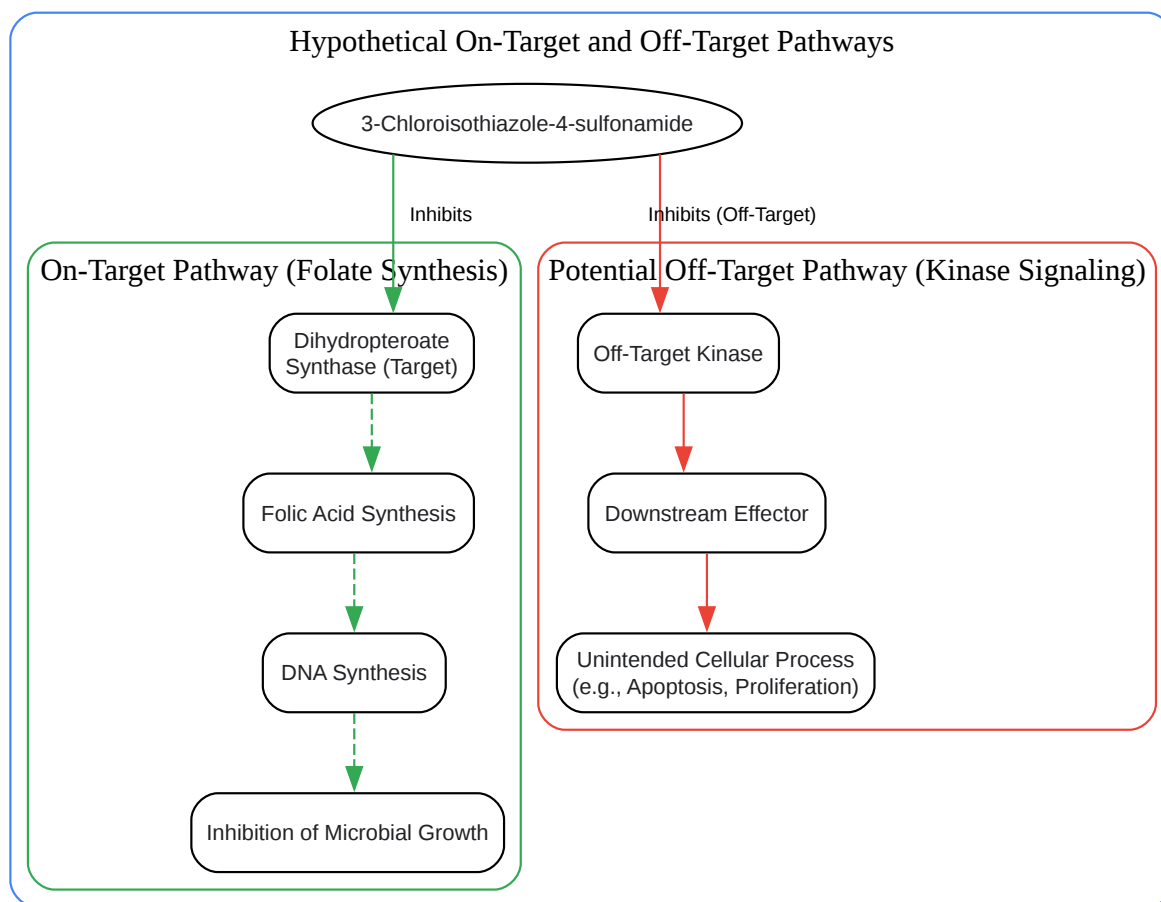 Hypothetical On-Target and Off-Target Pathways
3-Chloroisothiazole-4-sulfonamide
Inhibits
Inhibits (Off-Target)
On-Target Pathway (Folate Synthesis)
Potential Off-Target Pathway (Kinase Signaling)
Dihydropteroate
Synthase (Target)
Off-Target Kinase
Folic Acid Synthesis
Downstream Effector
DNA Synthesis
Unintended Cellular Process
(e.g., Apoptosis, Proliferation)
Inhibition of Microbial Growth